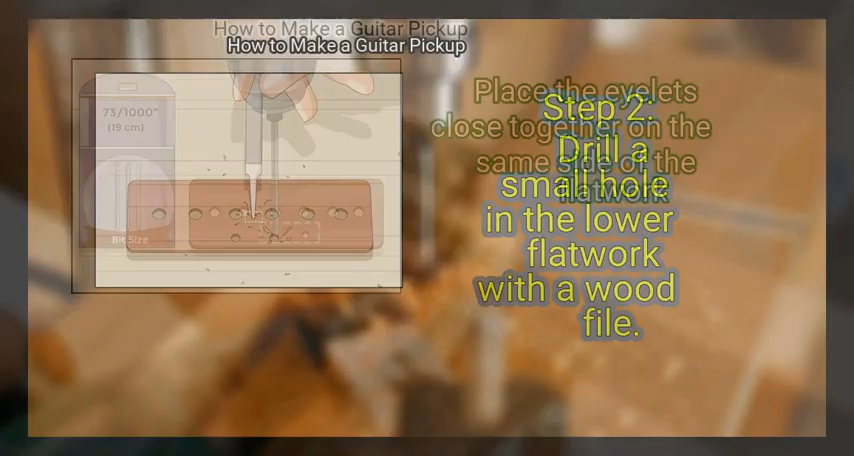 How to Make a Guitar Pickup
How to Make a Guitar Pickup
73/1000"
(19 cm)
Bit Size
Place the eyelets
close together on the
same side of the
flatwork
Step 2:
Drill a
small hole
in the lower
flatwork
with a wood
file.